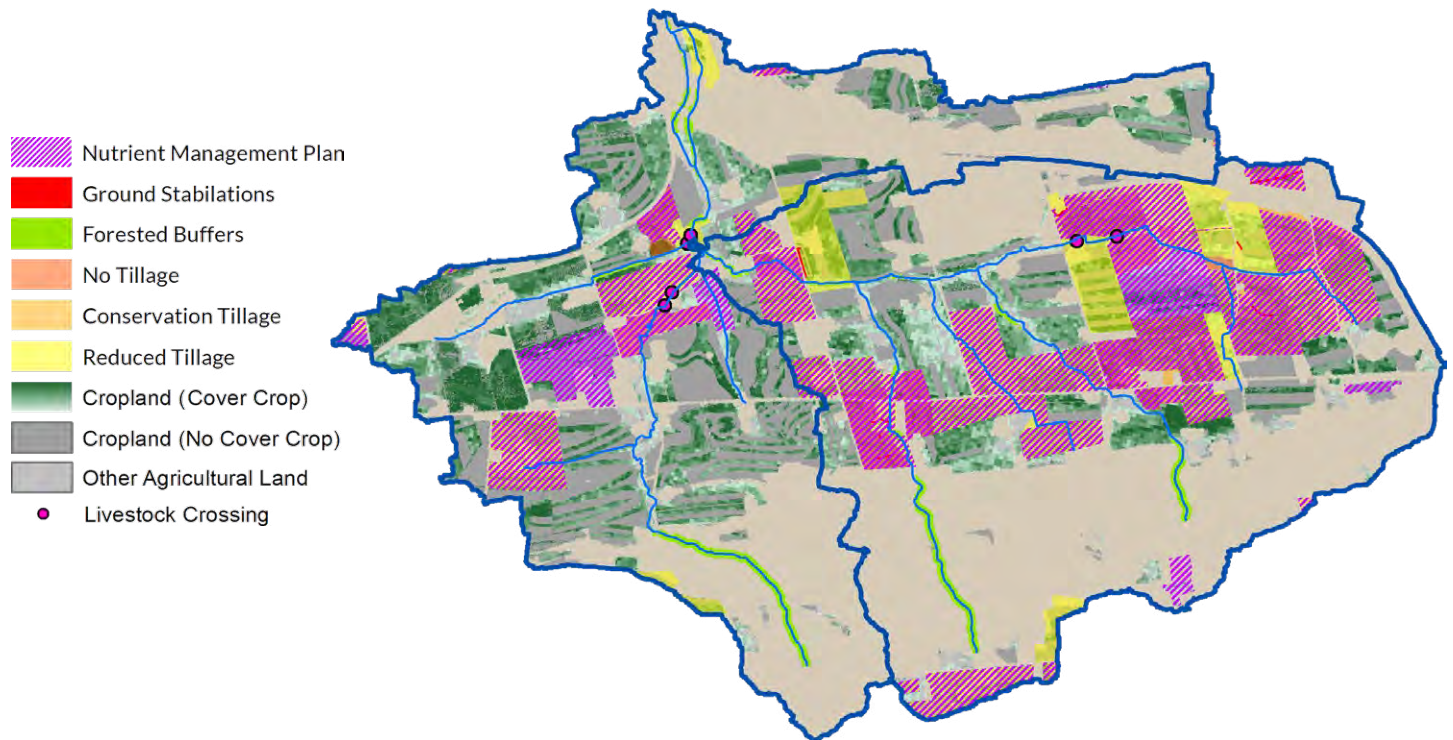 Nutrient Management Plan
Ground Stabilations
Forested Buffers
No Tillage
Conservation Tillage
Reduced Tillage
Cropland (Cover Crop)
Cropland (No Cover Crop)
Other Agricultural Land
Livestock Crossing